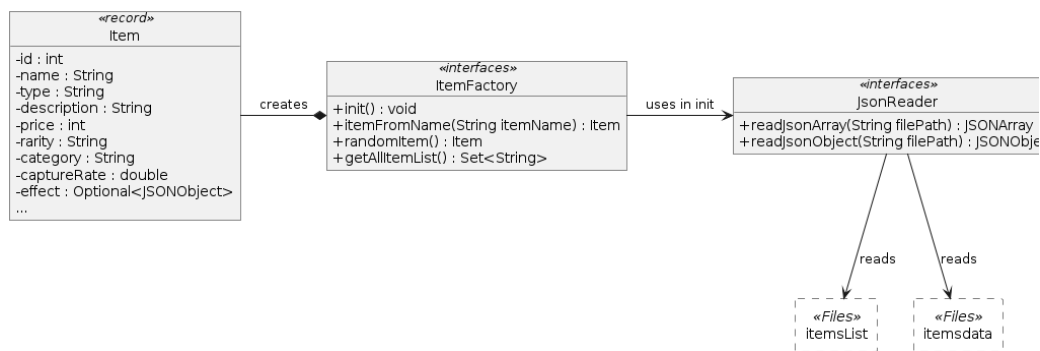 «record»
Item
-id : int
-name : String
-type : String
-description : String
-price : int
-rarity : String
-category : String
-captureRate : double
-effect : Optional<JSONObject>
...
creates
«interfaces»
ItemFactory
+init() : void
+itemFromName(String itemName) : Item
+randomItem() : Item
+getAllItemList() : Set<String>
uses in init
«interfaces»
JsonReader
+readJsonArray(String filePath) : JSONArray
+readJsonObject(String filePath) : JSONObje
reads
reads
«Files»
itemsList
«Files»
itemsdata